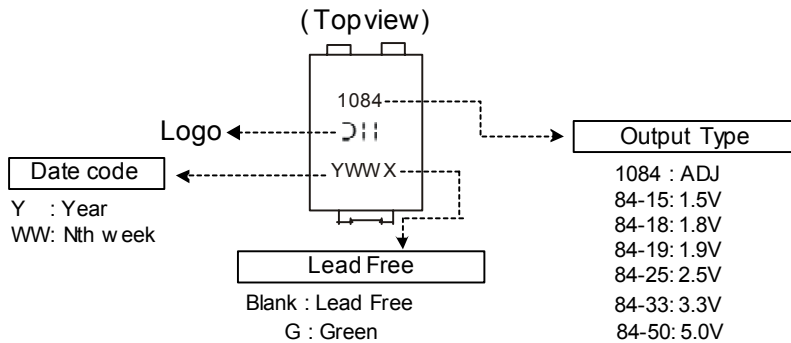 (Topview)
1084
Logo
YWWX
Date code
Y : Year
WW: Nth week
Lead Free
Blank : Lead Free
G : Green
Output Type
1084 : ADJ
84-15: 1.5V
84-18: 1.8V
84-19: 1.9V
84-25: 2.5V
84-33: 3.3V
84-50: 5.0V